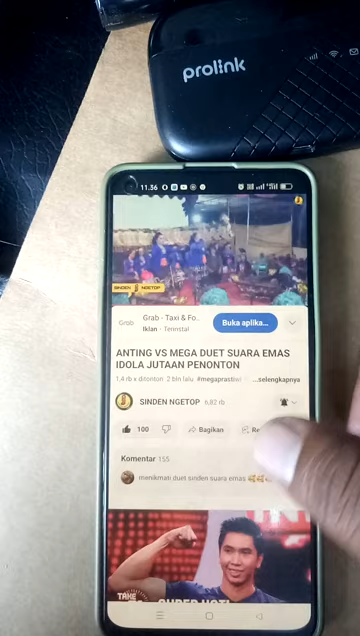 prolink
11.36
SINDEN NGETOP
Grab
Grab - Taxi & Fo..
Iklan · Terinstal
Buka aplika...
ANTING VS MEGA DUET SUARA EMAS
IDOLA JUTAAN PENONTON
1,4 rb x ditonton 2 bln lalu #megaprastiwi ...selengkapnya
SINDEN NGETOP 6,82 rb
100
Bagikan
Re
Komentar 155
menikmati duet sinden suara emas
TAKE